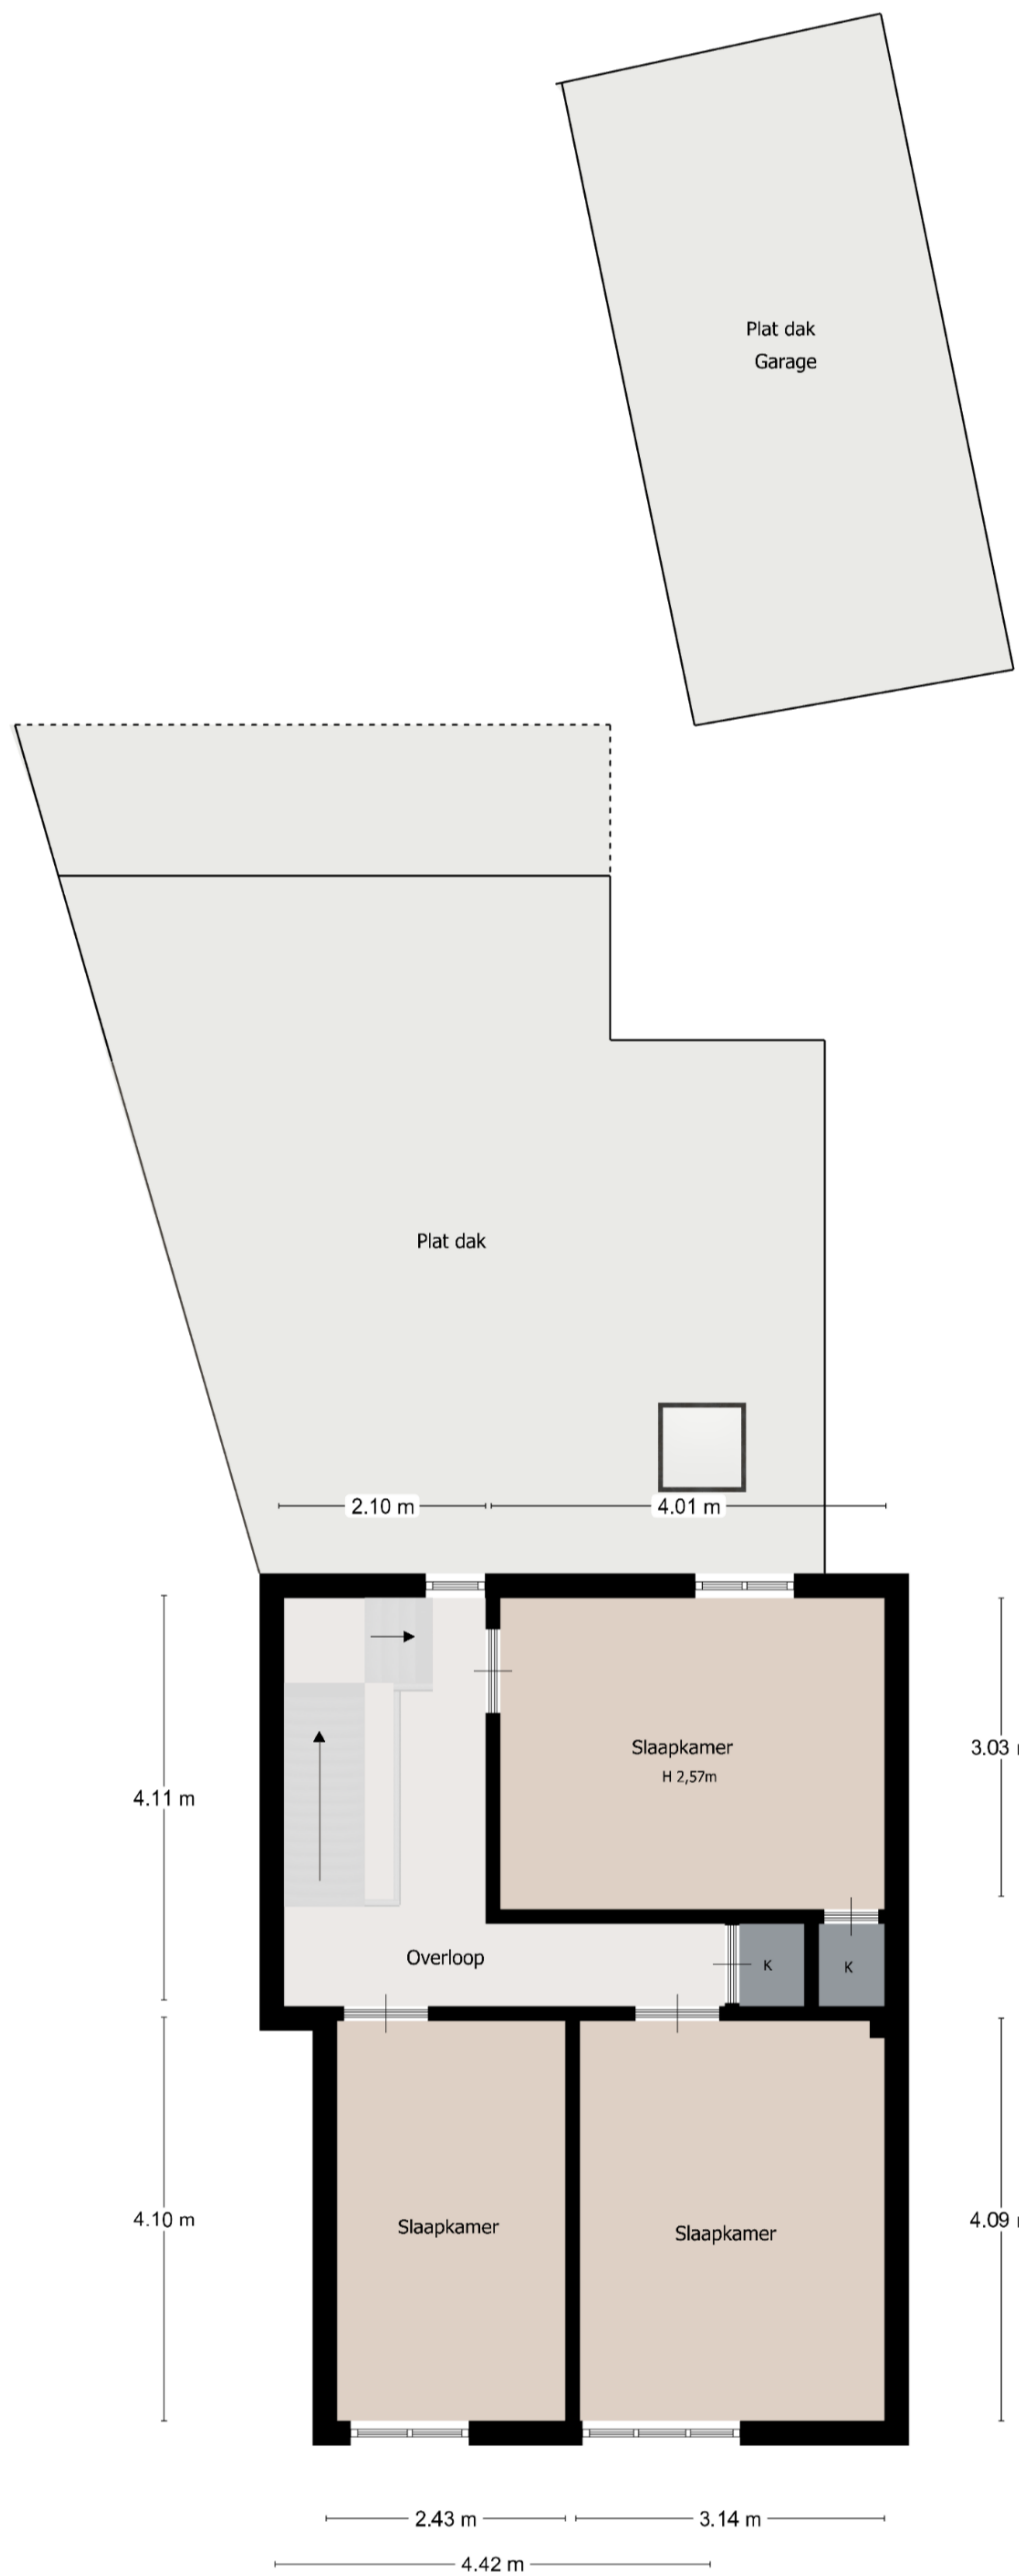 Plat dak
Garage
Plat dak
2.10 m
4.01 m
Slaapkamer
H 2,57m
3.03
4.11 m
Overloop
K
K
Slaapkamer
Slaapkamer
4.10 m
4.09
2.43 m
3.14 m
4.42 m